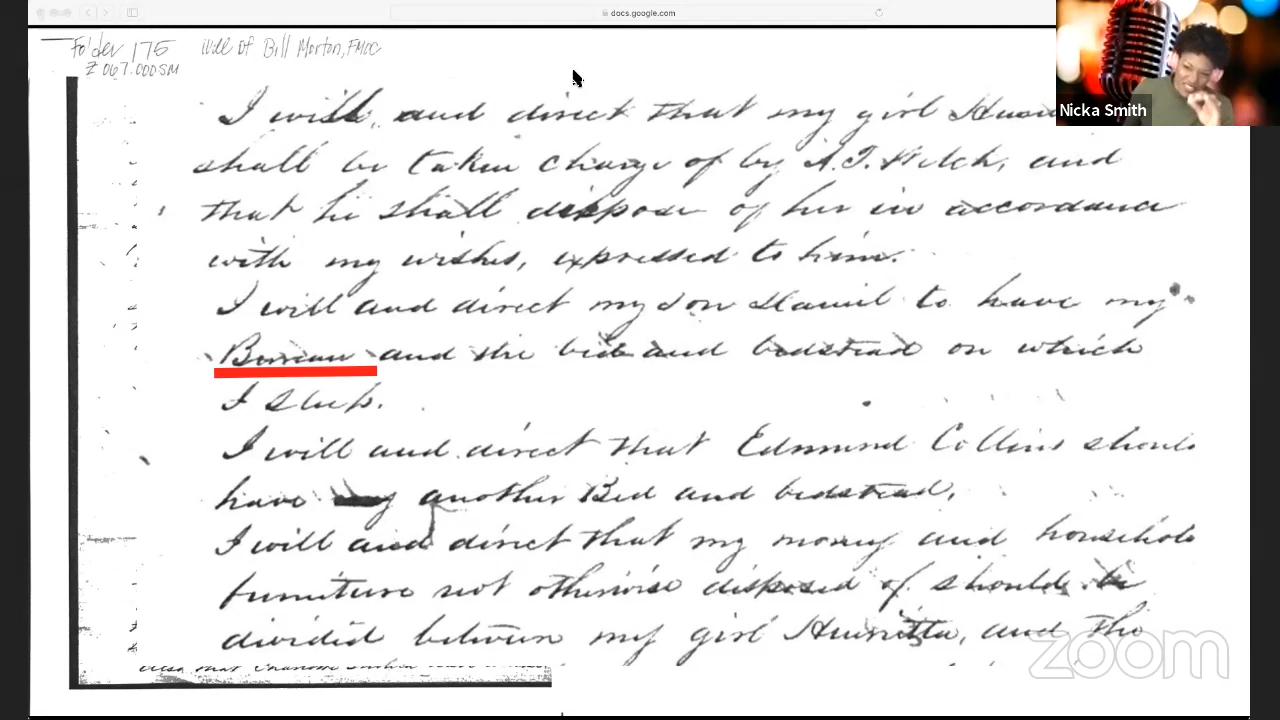 docs.google.com
Folder 175 Will of Bill Morton, FMOC
Z 067.000SM
Nicka Smith
I will, and direct that my girl
shall be taken charge of by A.T. Welch, and
that he shall dispose of her in accordance
with my wishes, expressed to him.
I will and direct my son Daniel to have my
Bureau and the bed and bedstead on which
I sleep.
I will and direct that Edmund Collins should
have another Bed and bedstead,
I will and direct that my money and household
furniture not otherwise disposed of should be
divided between my girl Henrietta, and the
zoom